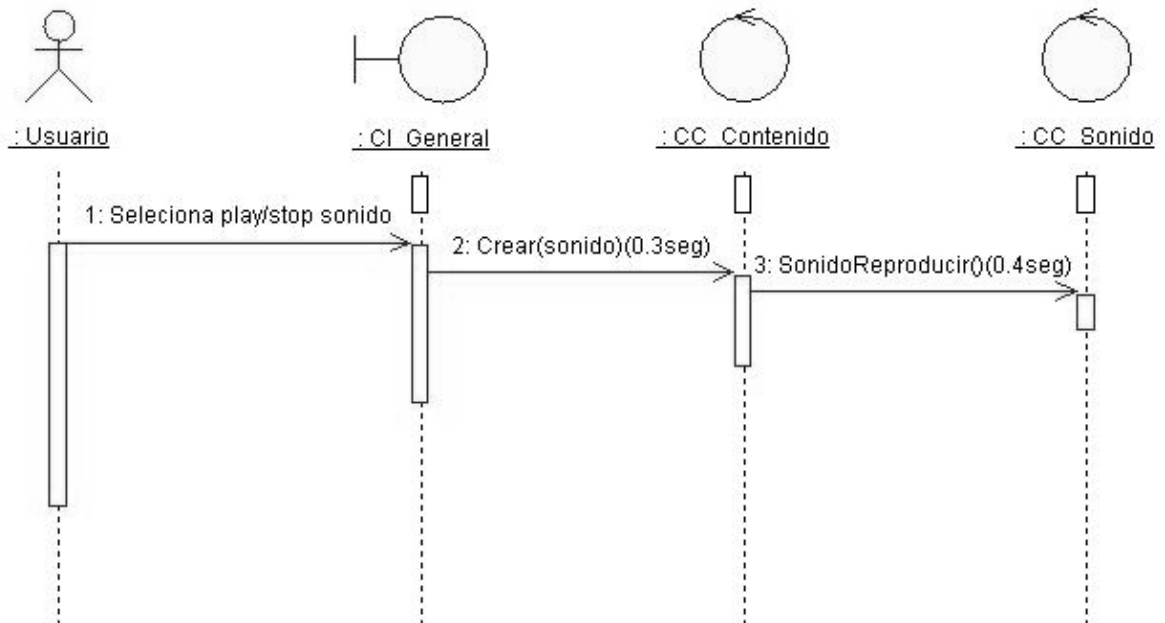 : Usuario
: CI_General
: CC_Contenido
: CC_Sonido
1: Seleciona play/stop sonido
2: Crear(sonido)(0.3seg)
3: SonidoReproducir()(0.4seg)